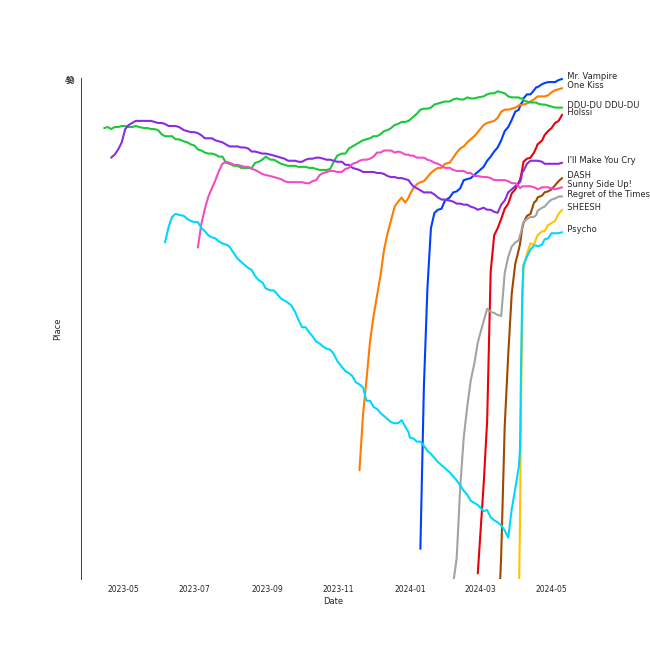 Mr. Vampire
One Kiss
DDU-DU DDU-DU
Holssi
I'll Make You Cry
DASH
Sunny Side Up!
Regret of the Times
SHEESH
Psycho
Place
2023-05 2023-07 2023-09 2023-11 2024-01 2024-03 2024-05
Date